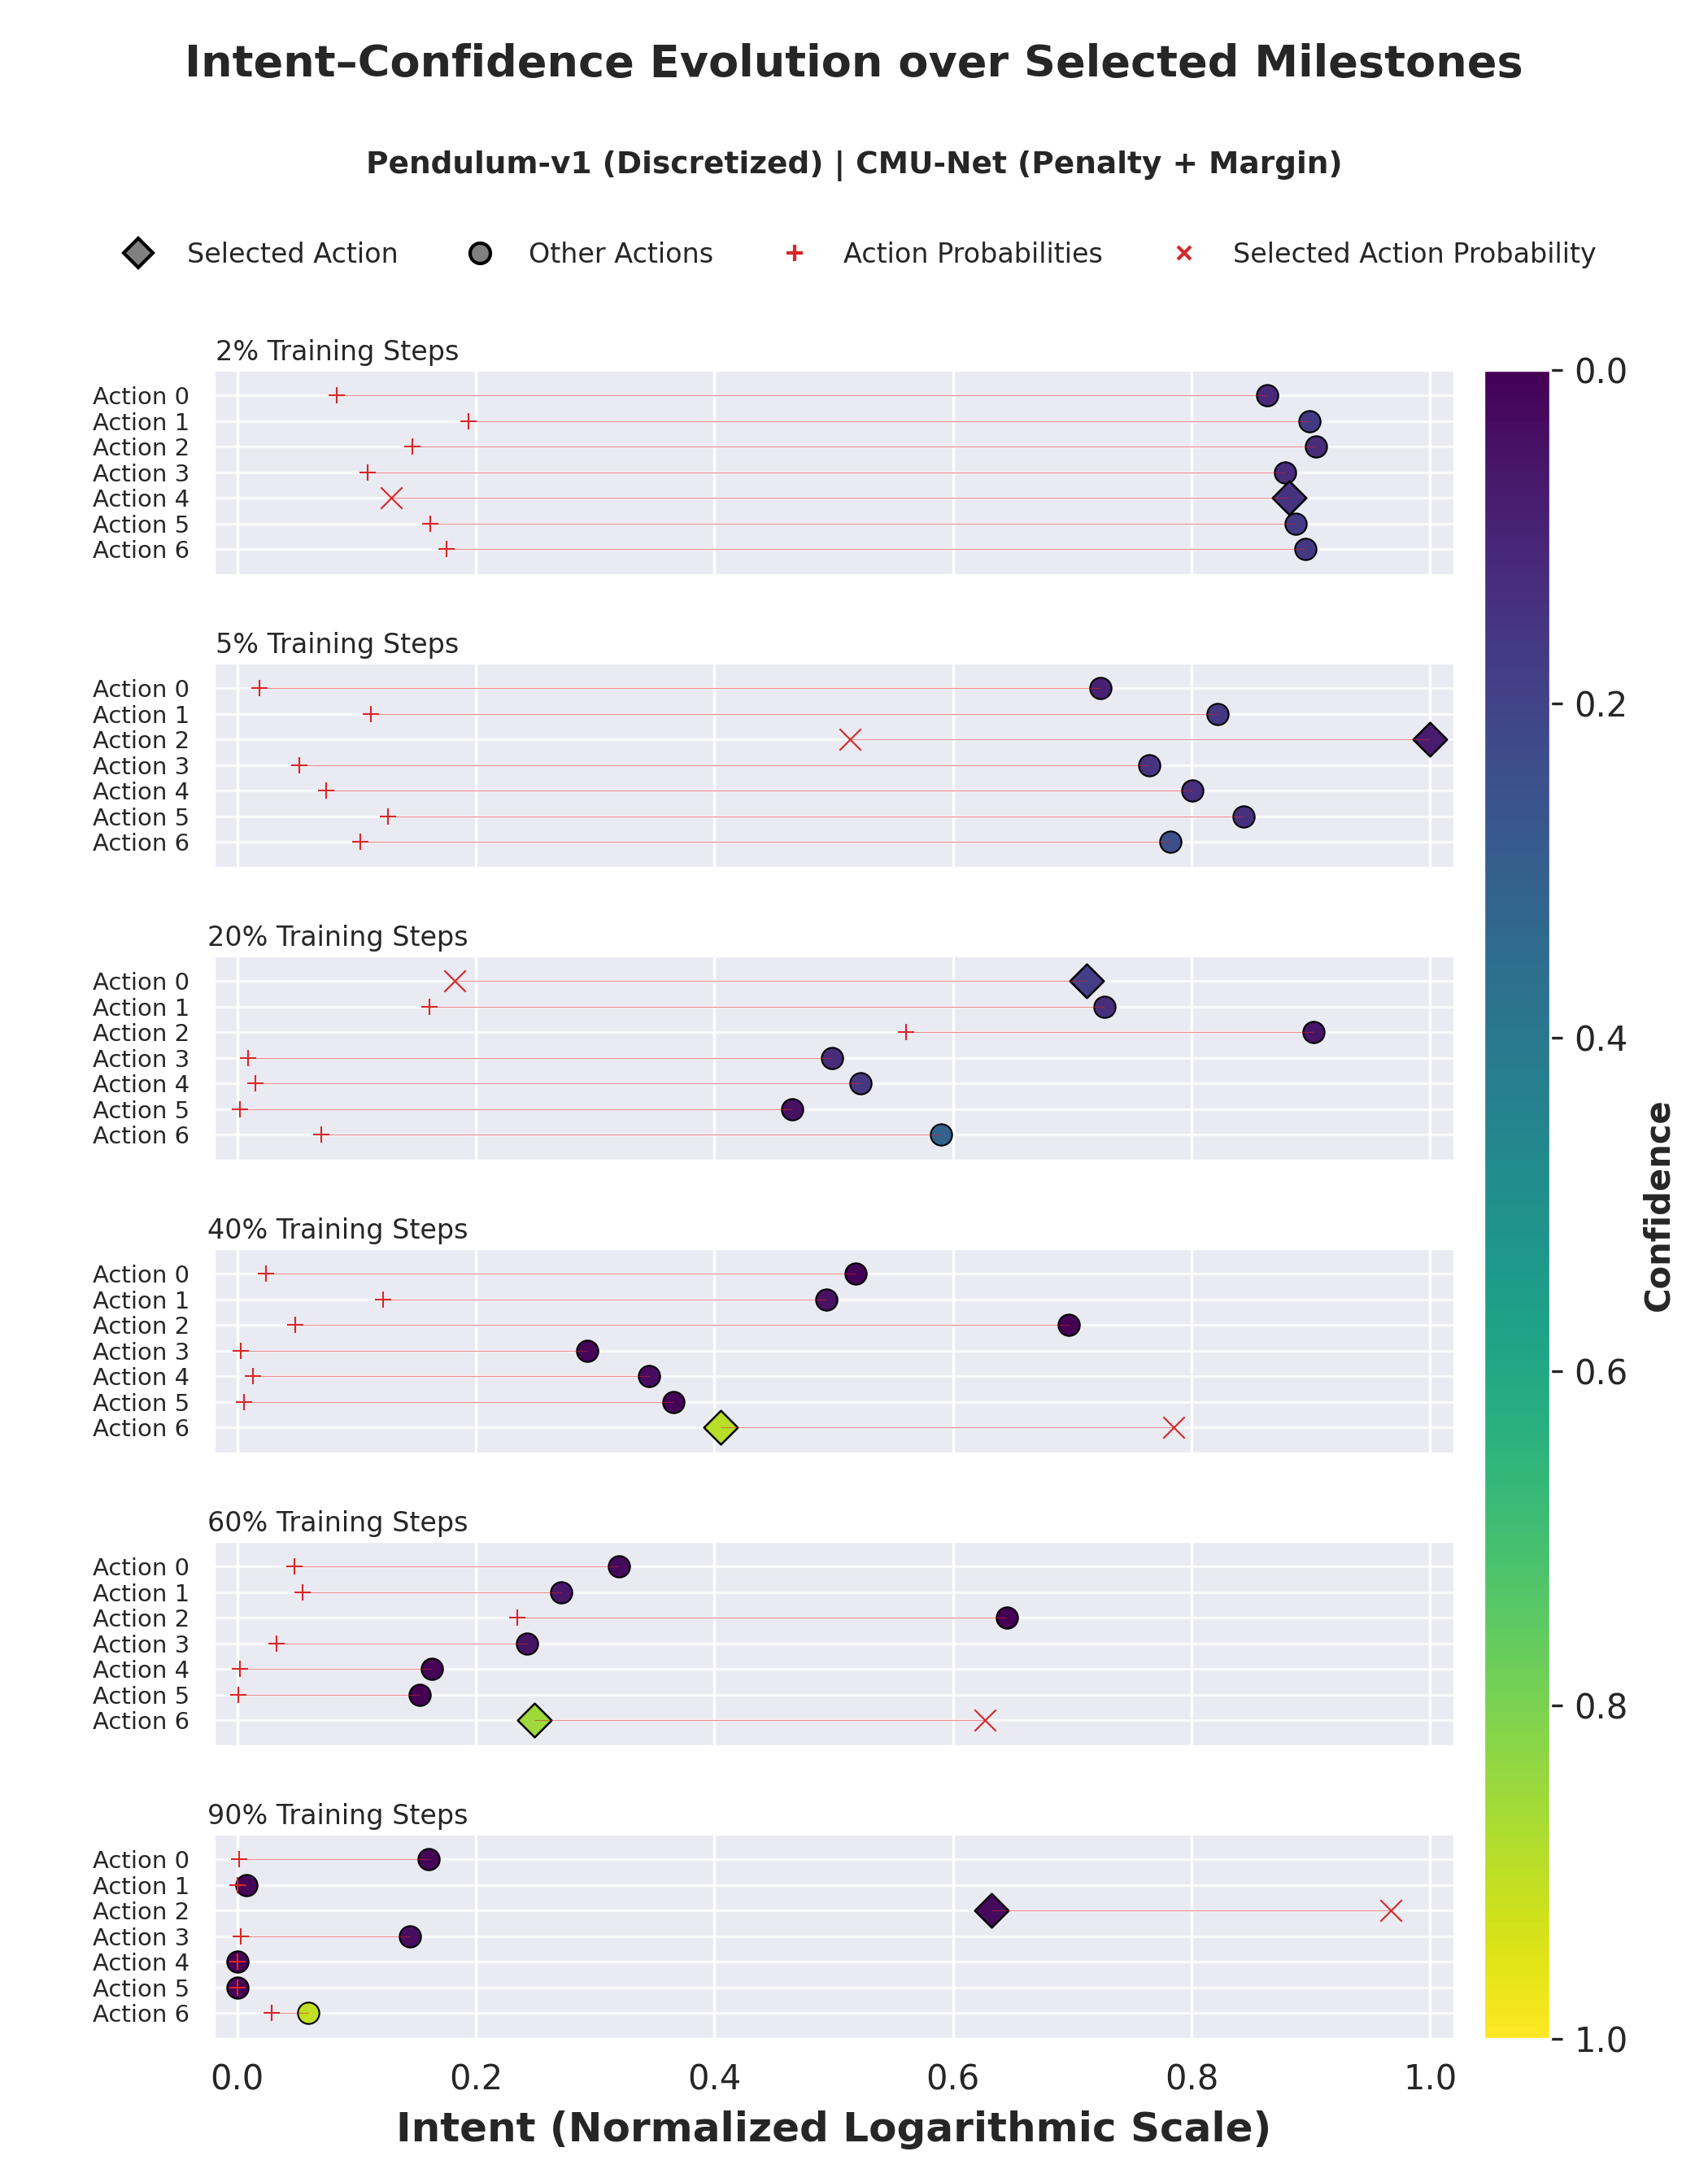 Intent–Confidence Evolution over Selected Milestones
Pendulum-v1 (Discretized) | CMU-Net (Penalty + Margin)
Selected Action Other Actions Action Probabilities Selected Action Probability
2% Training Steps
Action 0
Action 1
Action 2
Action 3
Action 4
Action 5
Action 6
5% Training Steps
Action 0
Action 1
Action 2
Action 3
Action 4
Action 5
Action 6
20% Training Steps
Action 0
Action 1
Action 2
Action 3
Action 4
Action 5
Action 6
40% Training Steps
Action 0
Action 1
Action 2
Action 3
Action 4
Action 5
Action 6
60% Training Steps
Action 0
Action 1
Action 2
Action 3
Action 4
Action 5
Action 6
90% Training Steps
Action 0
Action 1
Action 2
Action 3
Action 4
Action 5
Action 6
0.0 0.2 0.4 0.6 0.8 1.0
Intent (Normalized Logarithmic Scale)
0.0
0.2
0.4
0.6
0.8
1.0
Confidence